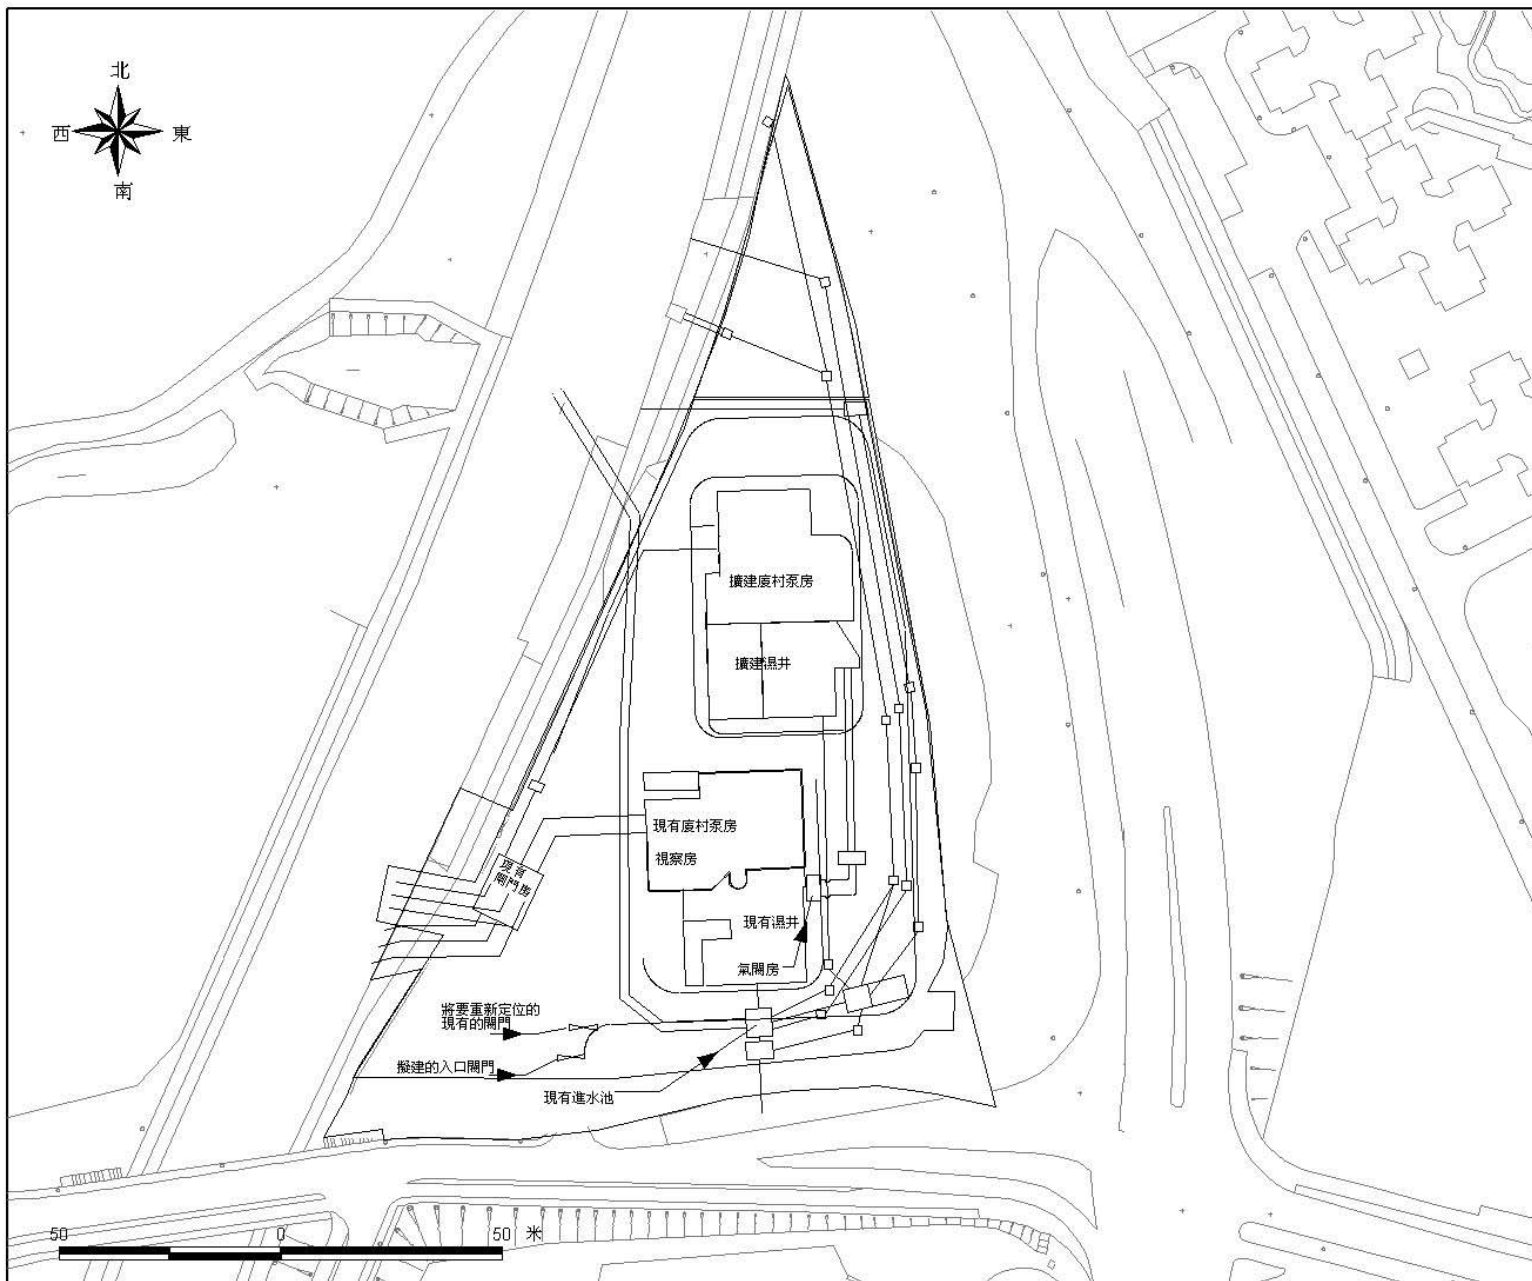 北
西
東
南
擴建廈村泵房
擴建濕井
現有廈村泵房
視察房
現有
閘門房
現有濕井
氣閘房
將要重新定位的
現有的閘門
擬建的入口閘門
現有進水池
50 0 50 米